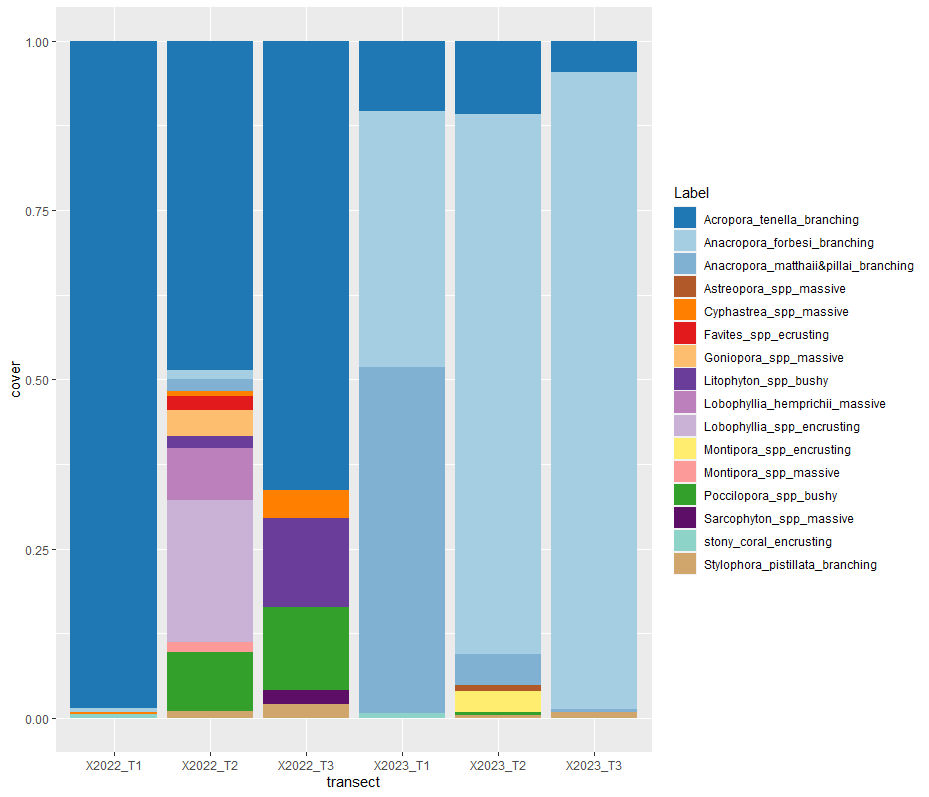 1.00
0.75
0.50
0.25
0.00
cover
X2022_T1 X2022_T2 X2022_T3 X2023_T1 X2023_T2 X2023_T3
transect
Label
Acropora_tenella_branching
Anacropora_forbesi_branching
Anacropora_matthaii&pillai_branching
Astreopora_spp_massive
Cyphastrea_spp_massive
Favites_spp_ecrusting
Goniopora_spp_massive
Litophyton_spp_bushy
Lobophyllia_hemprichii_massive
Lobophyllia_spp_encrusting
Montipora_spp_encrusting
Montipora_spp_massive
Poccilopora_spp_bushy
Sarcophyton_spp_massive
stony_coral_encrusting
Stylophora_pistillata_branching